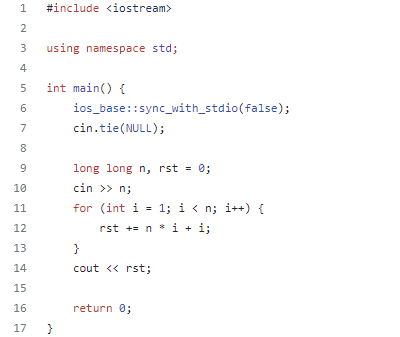 1 #include <iostream>
2
3 using namespace std;
4
5 int main() {
6     ios_base::sync_with_stdio(false);
7     cin.tie(NULL);
8
9     long long n, rst = 0;
10     cin >> n;
11     for (int i = 1; i < n; i++) {
12         rst += n * i + i;
13     }
14     cout << rst;
15
16     return 0;
17 }